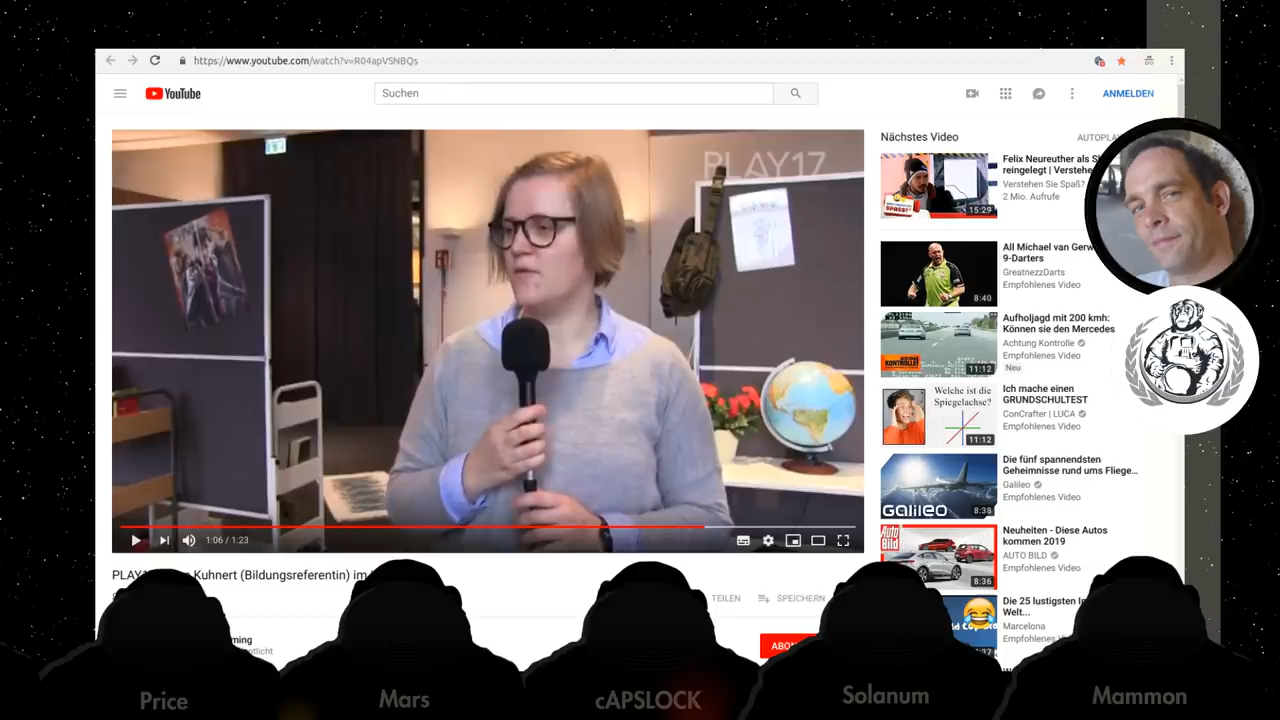 https://www.youtube.com/watch?v=R04apVSNBQs
YouTube
Suchen
ANMELDEN
PLAY17
Nächstes Video
AUTOPLAY
Felix Neureuther als
reingelegt | Verstehe
Verstehen Sie Spaß?
2 Mio. Aufrufe
15:29
All Michael van Gerw
9-Darters
GreatnezzDarts
Empfohlenes Video
8:40
Aufholjagd mit 200 kmh:
Können sie den Mercedes
Achtung Kontrolle
Empfohlenes Video
Neu
11:12
Welche ist die
Spiegelachse?
Ich mache einen
GRUNDSCHULTEST
ConCrafter | LUCA
Empfohlenes Video
11:12
Die fünf spannendsten
Geheimnisse rund ums Fliege...
Galileo
Empfohlenes Video
GALILEO
8:38
Auto
Bild
Neuheiten - Diese Autos
kommen 2019
AUTO BILD
Empfohlenes Video
8:36
Die 25 lustigsten
Welt...
Marcelona
Empfohlenes
1:06 / 1:23
Kuhnert (Bildungsreferentin) im
TEILEN
SPEICHERN
Price
Mars
cAPSLOCK
Solanum
Mammon